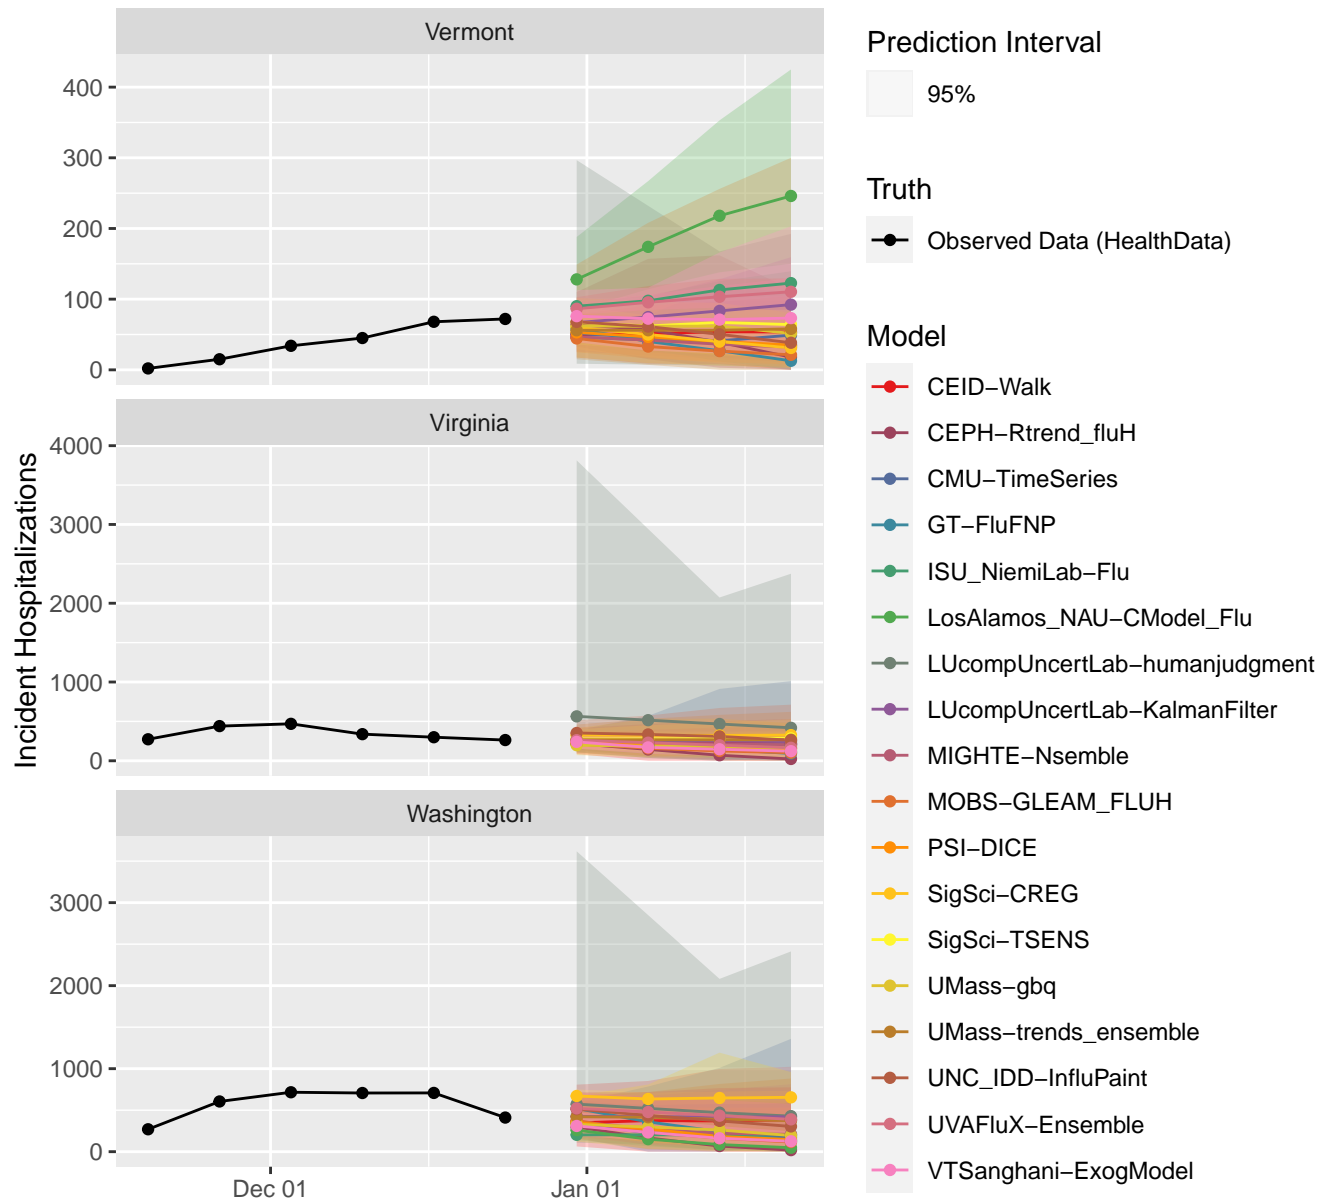 Vermont
400
300
200
100
0
Virginia
4000
3000
2000
1000
0
Washington
3000
2000
1000
0
Dec 01
Jan 01
Incident Hospitalizations
Prediction Interval
95%
Truth
Observed Data (HealthData)
Model
CEID−Walk
CEPH−Rtrend_fluH
CMU−TimeSeries
GT−FluFNP
ISU_NiemiLab−Flu
LosAlamos_NAU−CModel_Flu
LUcompUncertLab−humanjudgment
LUcompUncertLab−KalmanFilter
MIGHTE−Nsemble
MOBS−GLEAM_FLUH
PSI−DICE
SigSci−CREG
SigSci−TSENS
UMass−gbq
UMass−trends_ensemble
UNC_IDD−InfluPaint
UVAFluX−Ensemble
VTSanghani−ExogModel